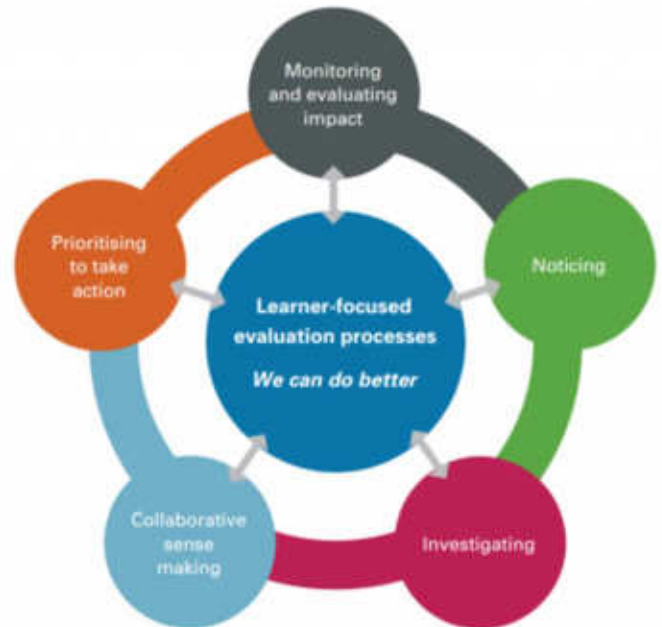 Monitoring
and evaluating
impact
Noticing
Prioritising
to take
action
Learner-focused
evaluation processes
We can do better
Collaborative
sense
making
Investigating